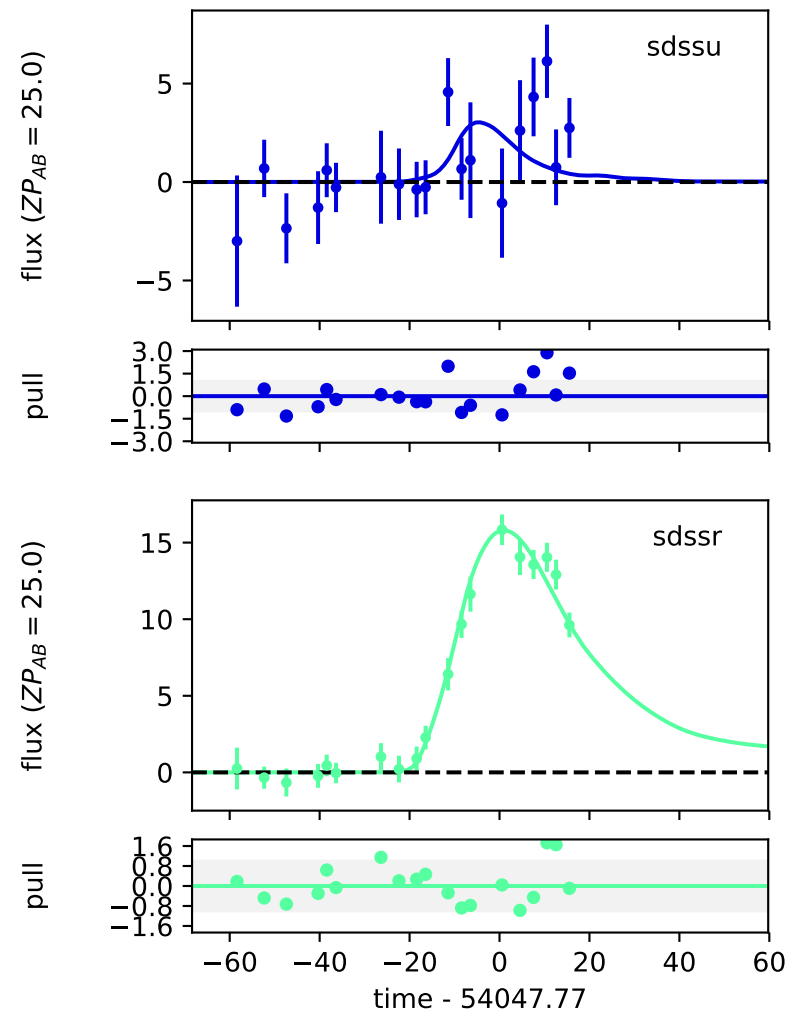 sdssu
flux (ZP_AB = 25.0)
5
0
−5
pull
3.0
1.5
0.0
−1.5
−3.0
sdssr
flux (ZP_AB = 25.0)
15
10
5
0
pull
1.6
0.8
0.0
−0.8
−1.6
−60 −40 −20 0 20 40 60
time - 54047.77